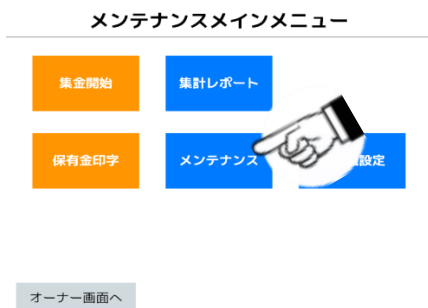 メンテナンスメインメニュー
集金開始
集計レポート
保有金印字
メンテナンス
設定
オーナー画面へ